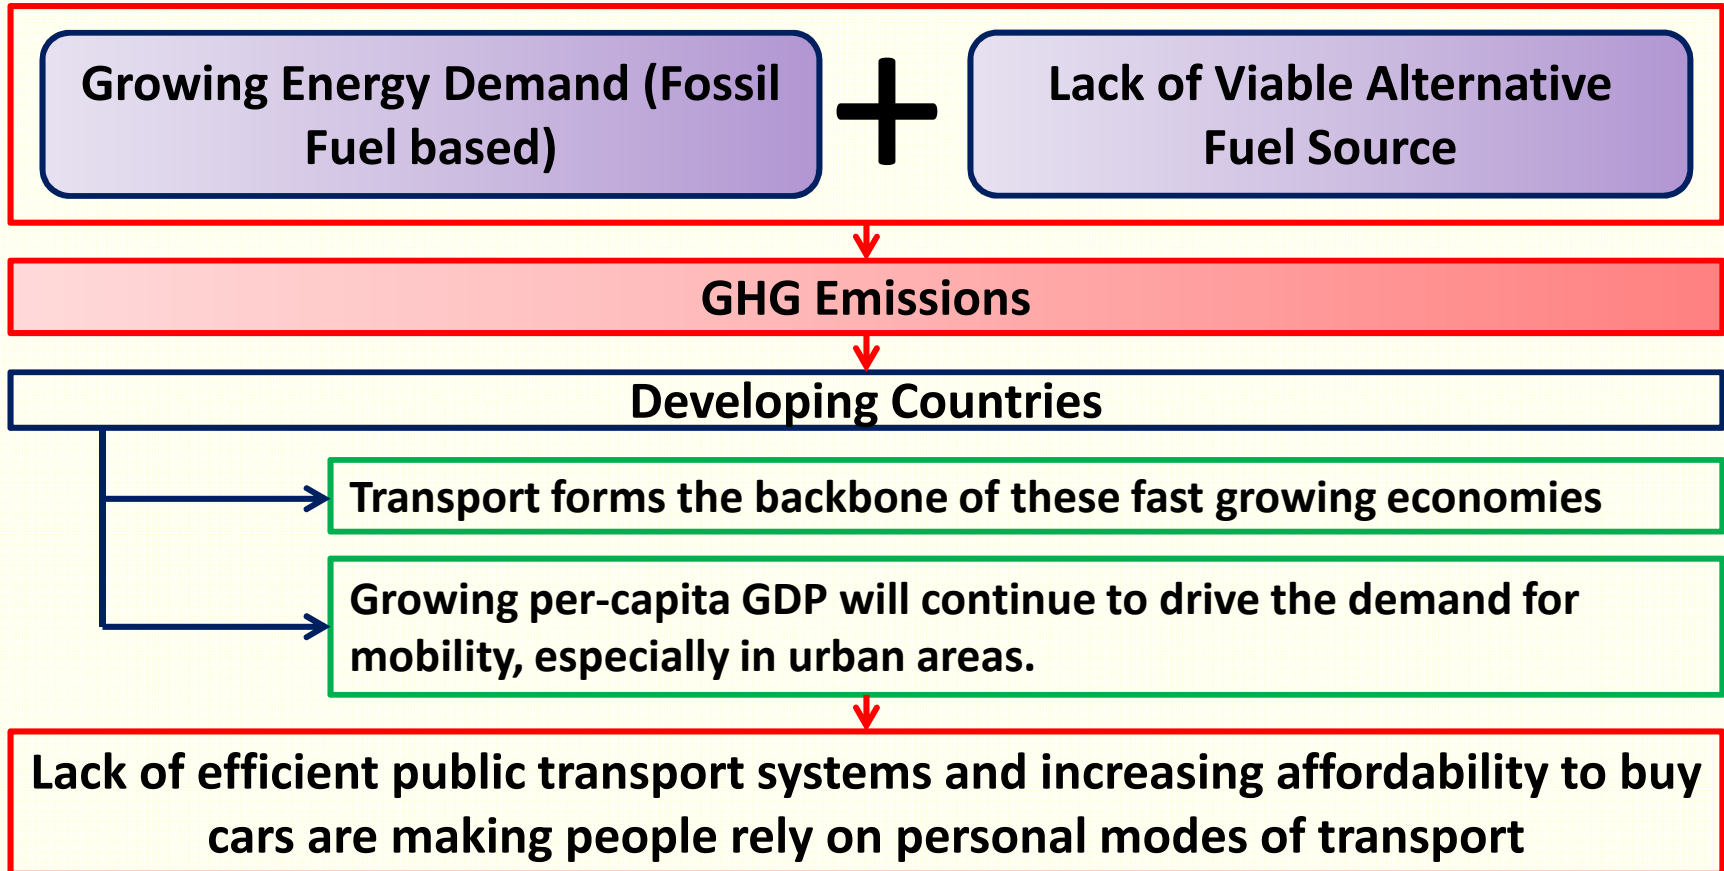 Growing Energy Demand (Fossil
Fuel based)
+
Lack of Viable Alternative
Fuel Source
GHG Emissions
Developing Countries
Transport forms the backbone of these fast growing economies
Growing per-capita GDP will continue to drive the demand for
mobility, especially in urban areas.
Lack of efficient public transport systems and increasing affordability to buy
cars are making people rely on personal modes of transport